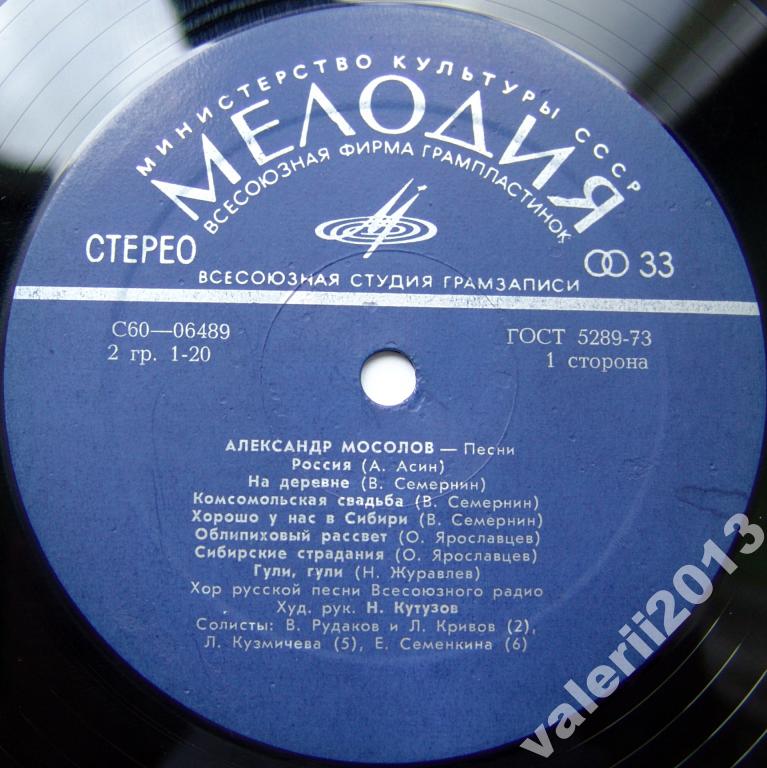 МИНИСТЕРСТВО КУЛЬТУРЫ СССР
МЕЛОДИЯ
ВСЕСОЮЗНАЯ ФИРМА ГРАМПЛАСТИНОК
СТЕРЕО
33
ВСЕСОЮЗНАЯ СТУДИЯ ГРАМЗАПИСИ
С60—06489
ГОСТ 5289-73
2 гр. 1-20
1 сторона
АЛЕКСАНДР МОСОЛОВ — Песни
Россия (А. Асин)
На деревне (В. Семернин)
Комсомольская свадьба (В. Семернин)
Хорошо у нас в Сибири (В. Семернин)
Облипиховый рассвет (О. Ярославцев)
Сибирские страдания (О. Ярославцев)
Гули, гули (Н. Журавлев)
Хор русской песни Всесоюзного радио
Худ. рук. Н. Кутузов
Солисты: В. Рудаков и Л. Кривов (2),
Л. Кузмичева (5), Е. Семенкина (6)
valerii2013